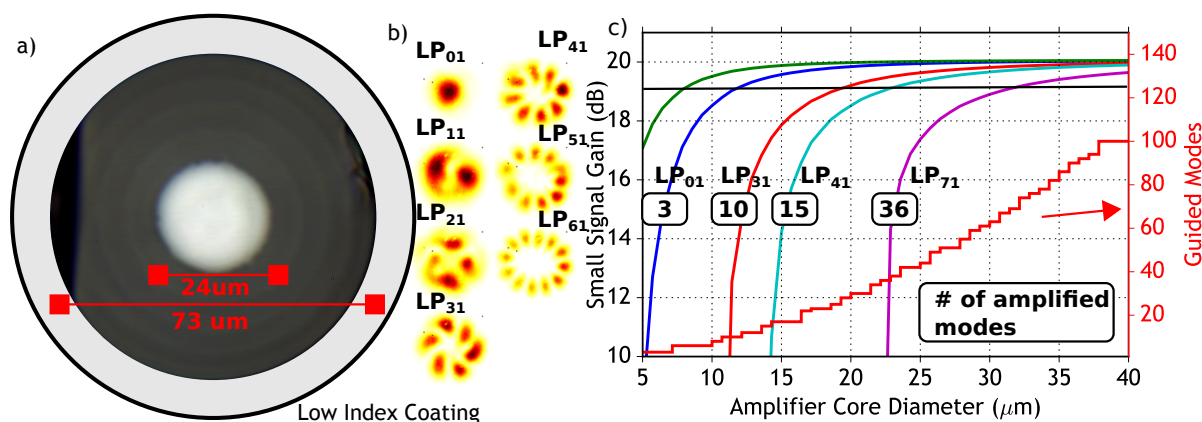 a)
24um
73 um
Low Index Coating
b)
LP01
LP11
LP21
LP31
LP41
LP51
LP61
c)
Small Signal Gain (dB)
21
20
18
16
14
12
10
LP01
LP31
LP41
LP71
3
10
15
36
# of amplified
modes
5
10
15
20
25
30
35
40
Amplifier Core Diameter (μm)
140
120
100
80
60
40
20
Guided Modes